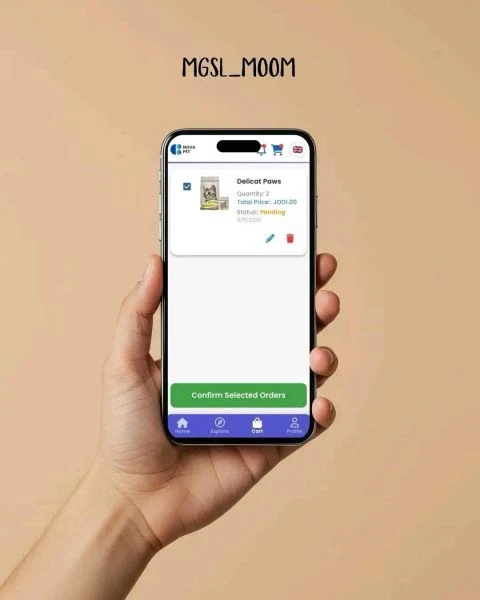 MGSL_MOOM
NOVA
PET
Delicat Paws
Quantity: 2
Total Price: JOD1.00
Status: Pending
Home
Explore
Cart
Profile
Confirm Selected Orders